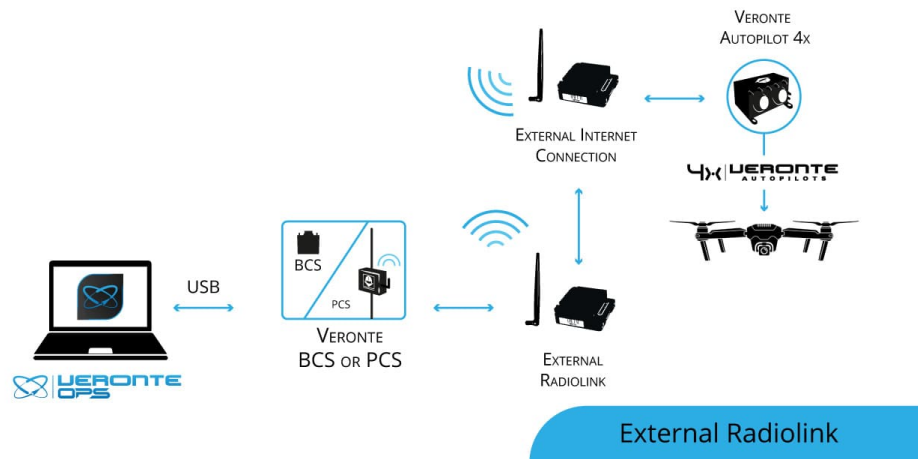 VERONTE
AUTOPILOT 4X
EXTERNAL INTERNET
CONNECTION
4X VERONTE
AUTOPILOTS
BCS
PCS
USB
VERONTE
BCS OR PCS
EXTERNAL
RADIOLINK
VERONTE
OPS
External Radiolink